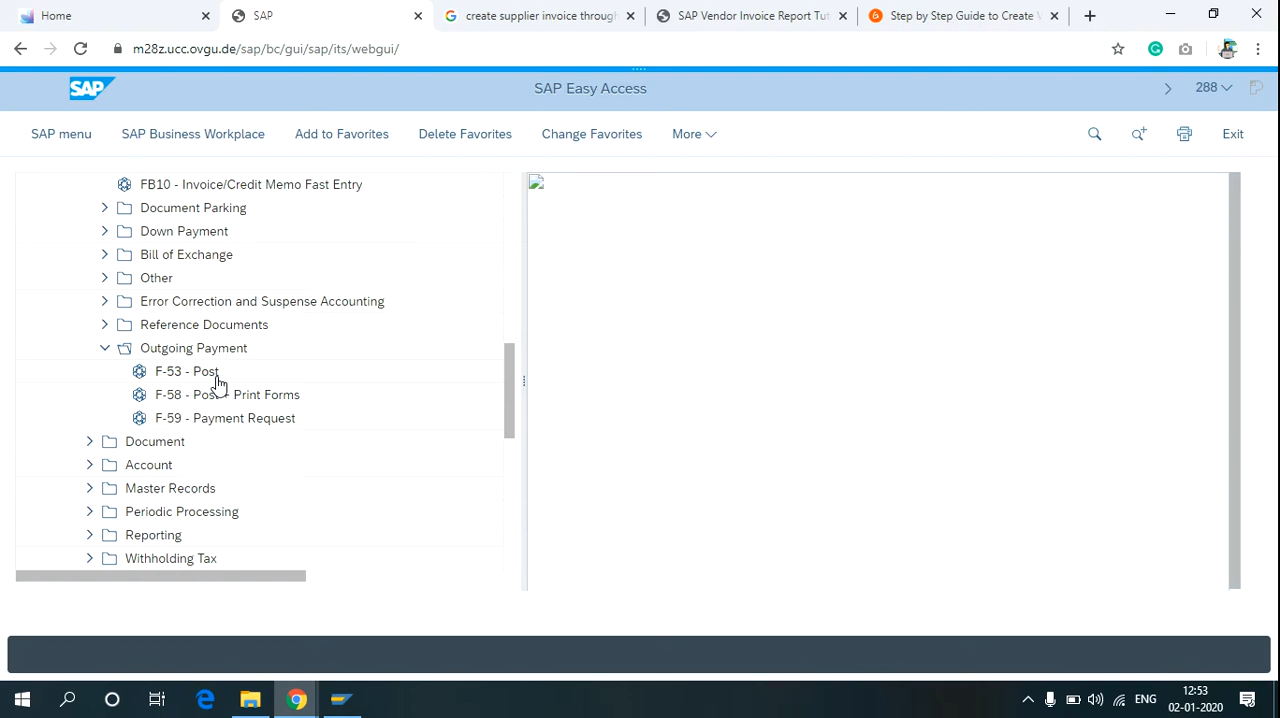 Home
SAP
create supplier invoice throug
SAP Vendor Invoice Report Tut
Step by Step Guide to Create V
m28z.ucc.ovgu.de/sap/bc/gui/sap/its/webgui/
SAP
SAP Easy Access
288
SAP menu
SAP Business Workplace
Add to Favorites
Delete Favorites
Change Favorites
More
Exit
FB10 - Invoice/Credit Memo Fast Entry
Document Parking
Down Payment
Bill of Exchange
Other
Error Correction and Suspense Accounting
Reference Documents
Outgoing Payment
F-53 - Post
F-58 - Post + Print Forms
F-59 - Payment Request
Document
Account
Master Records
Periodic Processing
Reporting
Withholding Tax
ENG
12:53
02-01-2020